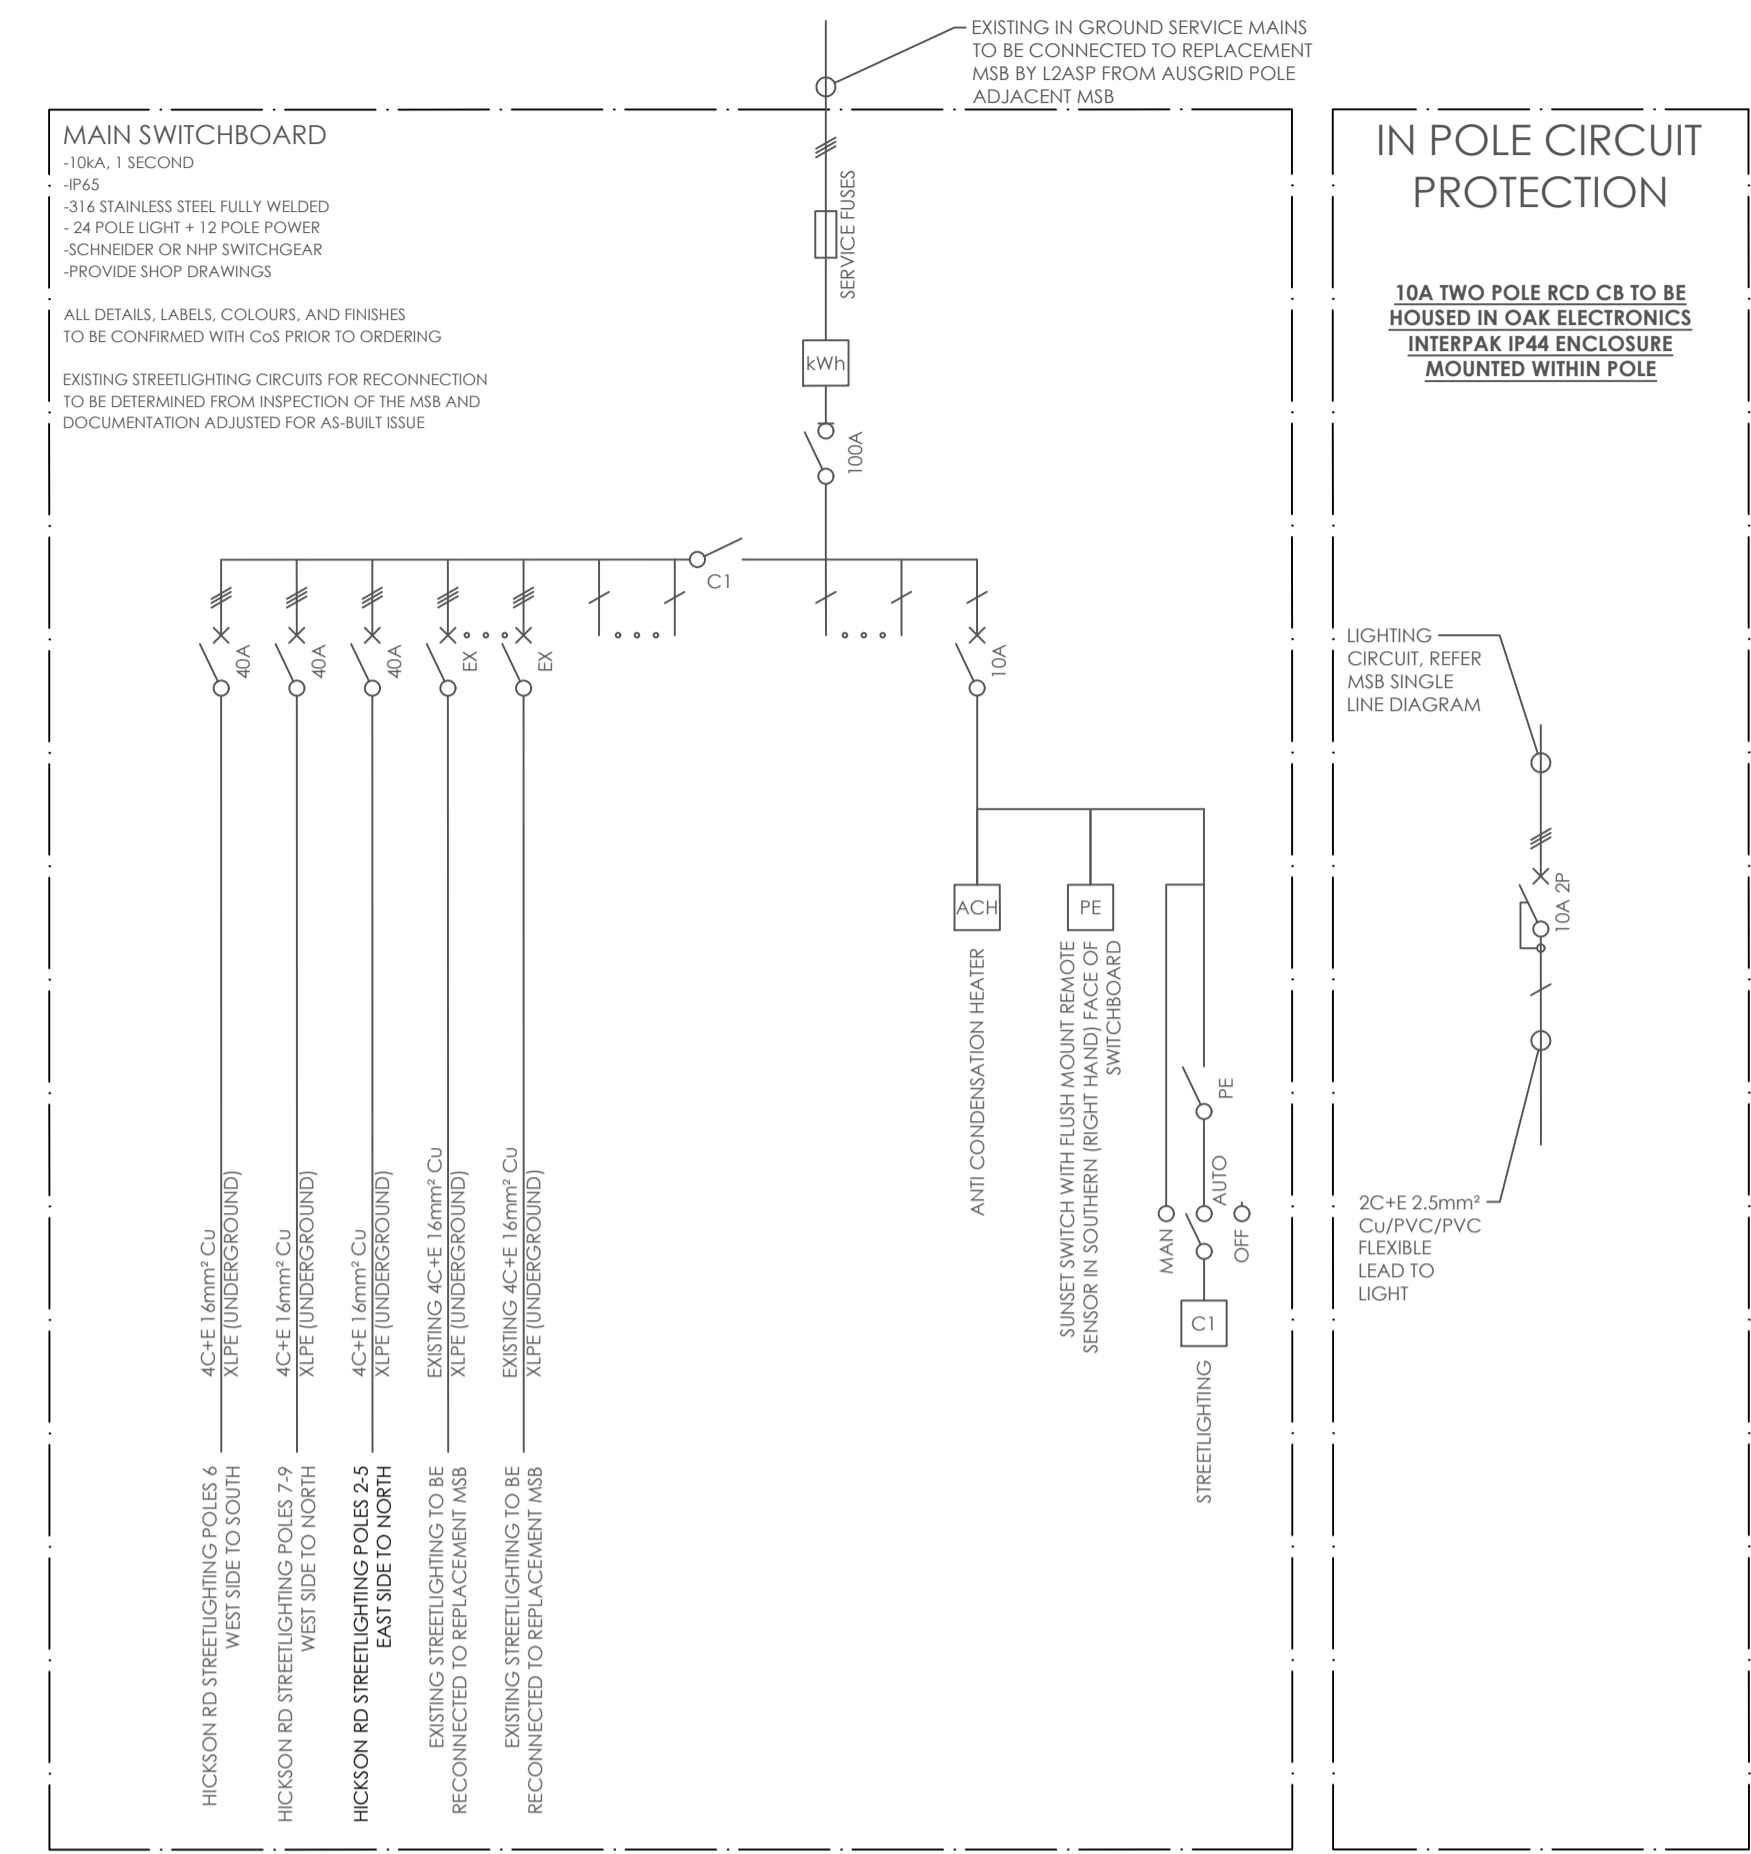 EXISTING IN GROUND SERVICE MAINS
TO BE CONNECTED TO REPLACEMENT
MSB BY L2ASP FROM AUSGRID POLE
ADJACENT MSB
MAIN SWITCHBOARD
-10kA, 1 SECOND
-IP65
-316 STAINLESS STEEL FULLY WELDED
- 24 POLE LIGHT + 12 POLE POWER
-SCHNEIDER OR NHP SWITCHGEAR
-PROVIDE SHOP DRAWINGS
ALL DETAILS, LABELS, COLOURS, AND FINISHES
TO BE CONFIRMED WITH CoS PRIOR TO ORDERING
EXISTING STREETLIGHTING CIRCUITS FOR RECONNECTION
TO BE DETERMINED FROM INSPECTION OF THE MSB AND
DOCUMENTATION ADJUSTED FOR AS-BUILT ISSUE
SERVICE FUSES
kWh
100A
C1
40A
40A
40A
EX
EX
10A
ACH
PE
ANTI CONDENSATION HEATER
SUNSET SWITCH WITH FLUSH MOUNT REMOTE
SENSOR IN SOUTHERN (RIGHT HAND) FACE OF
SWITCHBOARD
PE
MAN
AUTO
OFF
C1
STREETLIGHTING
4C+E 16mm² Cu
XLPE (UNDERGROUND)
4C+E 16mm² Cu
XLPE (UNDERGROUND)
4C+E 16mm² Cu
XLPE (UNDERGROUND)
EXISTING 4C+E 16mm² Cu
XLPE (UNDERGROUND)
EXISTING 4C+E 16mm² Cu
XLPE (UNDERGROUND)
HICKSON RD STREETLIGHTING POLES 6
WEST SIDE TO SOUTH
HICKSON RD STREETLIGHTING POLES 7-9
WEST SIDE TO NORTH
HICKSON RD STREETLIGHTING POLES 2-5
EAST SIDE TO NORTH
EXISTING STREETLIGHTING TO BE
RECONNECTED TO REPLACEMENT MSB
EXISTING STREETLIGHTING TO BE
RECONNECTED TO REPLACEMENT MSB
IN POLE CIRCUIT
PROTECTION
10A TWO POLE RCD CB TO BE
HOUSED IN OAK ELECTRONICS
INTERPAK IP44 ENCLOSURE
MOUNTED WITHIN POLE
LIGHTING
CIRCUIT, REFER
MSB SINGLE
LINE DIAGRAM
10A 2P
2C+E 2.5mm²
Cu/PVC/PVC
FLEXIBLE
LEAD TO
LIGHT